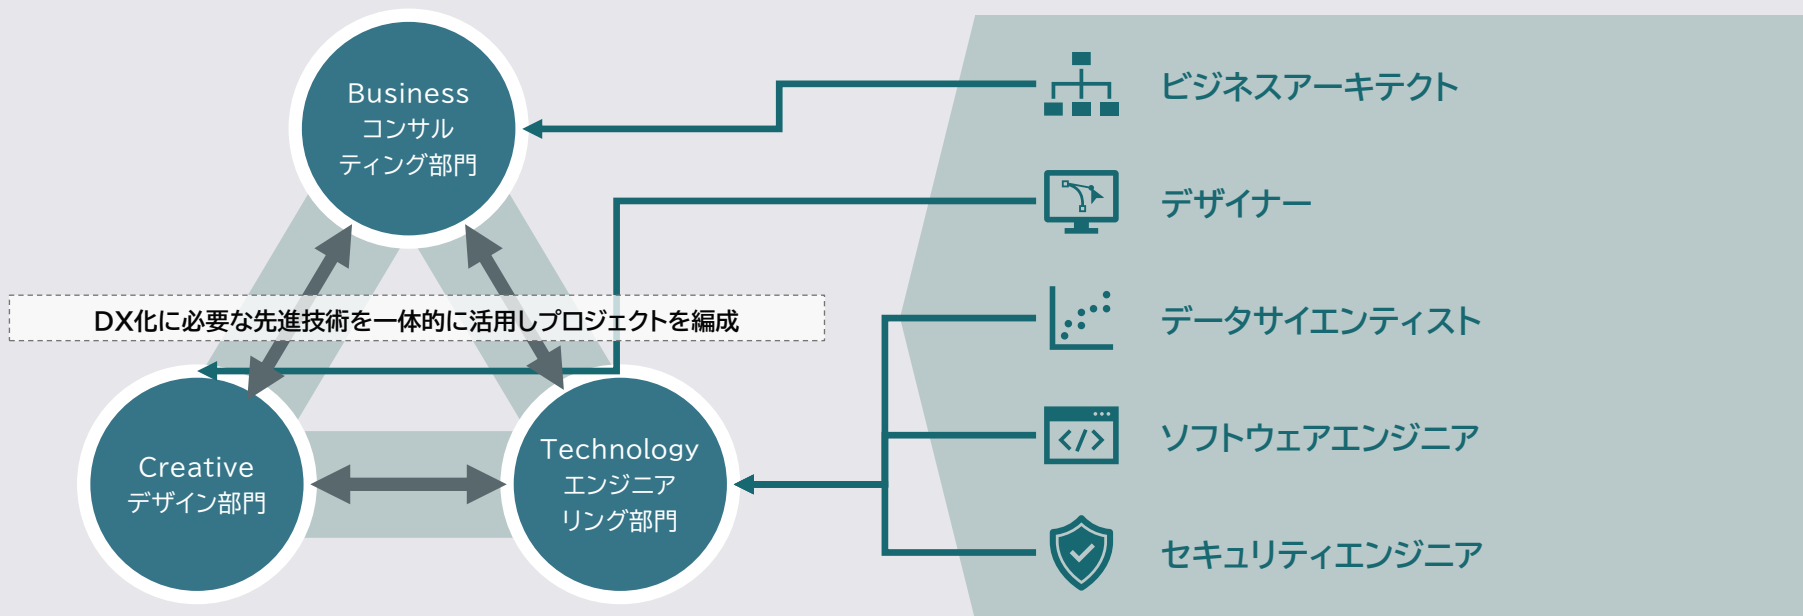 Business
コンサル
ティング部門
DX化に必要な先進技術を一体的に活用しプロジェクトを編成
Creative
デザイン部門
Technology
エンジニア
リング部門
ビジネスアーキテクト
デザイナー
データサイエンティスト
ソフトウェアエンジニア
セキュリティエンジニア